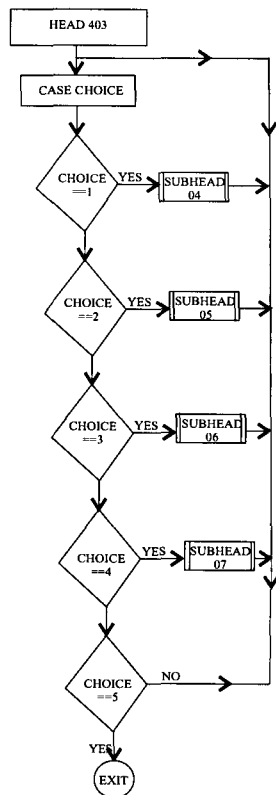 HEAD 403
CASE CHOICE
CHOICE
==1
YES
SUBHEAD
04
CHOICE
==2
YES
SUBHEAD
05
CHOICE
==3
YES
SUBHEAD
06
CHOICE
==4
YES
SUBHEAD
07
CHOICE
==5
NO
YES
EXIT